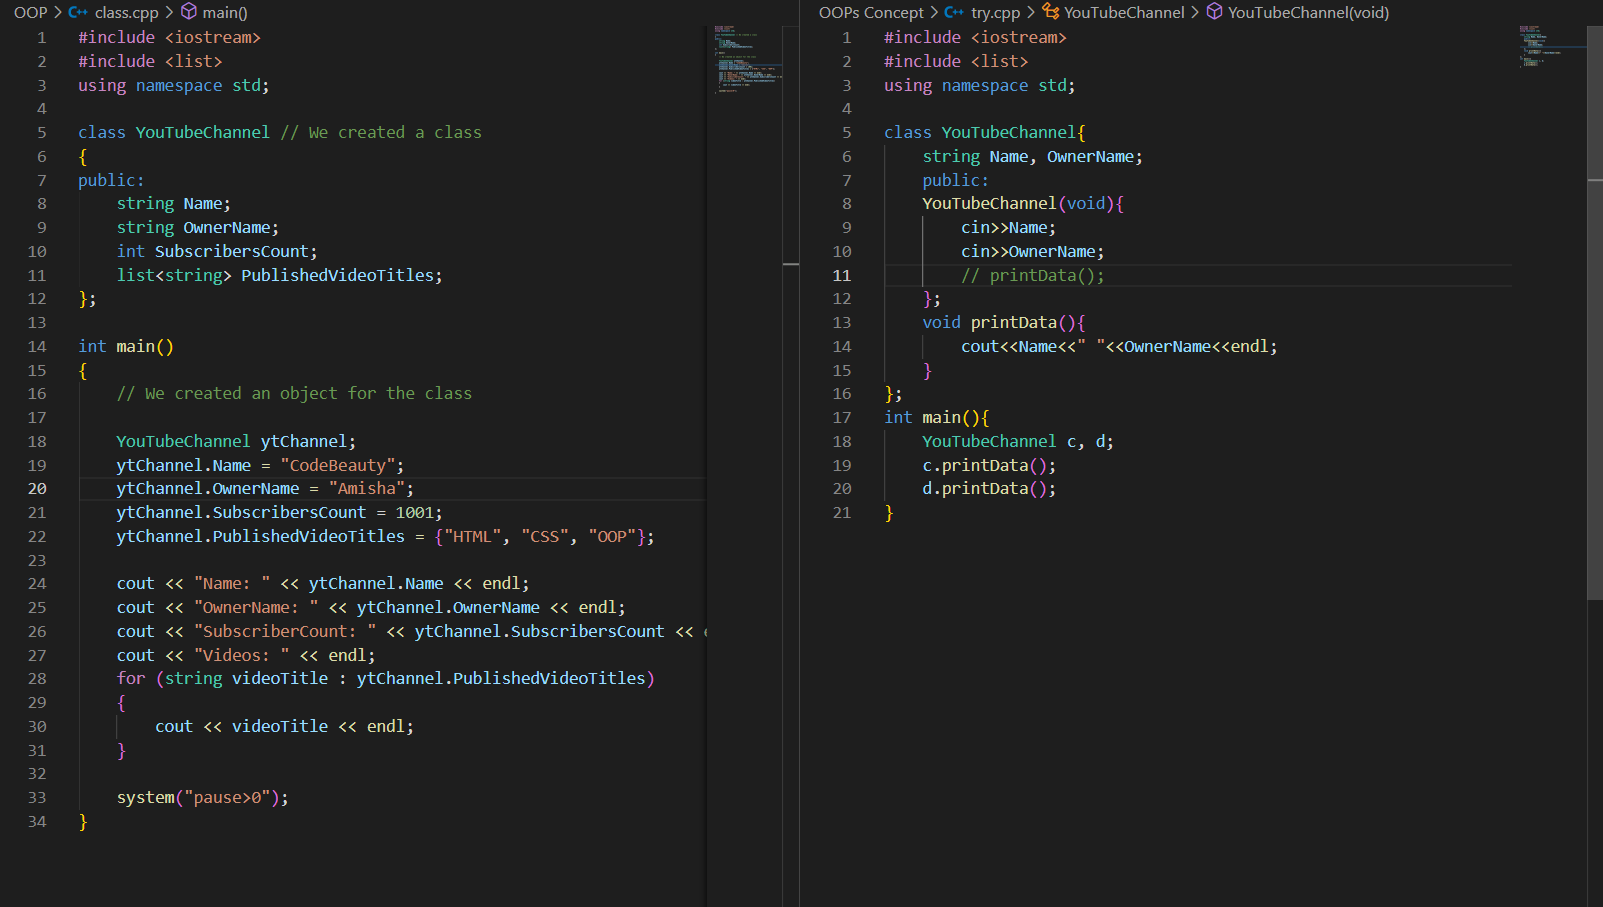 OOP > class.cpp > main()
1 #include <iostream>
2 #include <list>
3 using namespace std;
4
5 class YouTubeChannel // We created a class
6 {
7 public:
8     string Name;
9     string OwnerName;
10     int SubscribersCount;
11     list<string> PublishedVideoTitles;
12 };
13
14 int main()
15 {
16     // We created an object for the class
17
18     YouTubeChannel ytChannel;
19     ytChannel.Name = "CodeBeauty";
20     ytChannel.OwnerName = "Amisha";
21     ytChannel.SubscribersCount = 1001;
22     ytChannel.PublishedVideoTitles = {"HTML", "CSS", "OOP"};
23
24     cout << "Name: " << ytChannel.Name << endl;
25     cout << "OwnerName: " << ytChannel.OwnerName << endl;
26     cout << "SubscriberCount: " << ytChannel.SubscribersCount <<
27     cout << "Videos: " << endl;
28     for (string videoTitle : ytChannel.PublishedVideoTitles)
29     {
30         cout << videoTitle << endl;
31     }
32
33     system("pause>0");
34 }
OOPs Concept > try.cpp > YouTubeChannel > YouTubeChannel(void)
1 #include <iostream>
2 #include <list>
3 using namespace std;
4
5 class YouTubeChannel{
6     string Name, OwnerName;
7     public:
8     YouTubeChannel(void){
9         cin>>Name;
10         cin>>OwnerName;
11         // printData();
12     };
13     void printData(){
14         cout<<Name<<" "<<OwnerName<<endl;
15     }
16 };
17 int main(){
18     YouTubeChannel c, d;
19     c.printData();
20     d.printData();
21 }